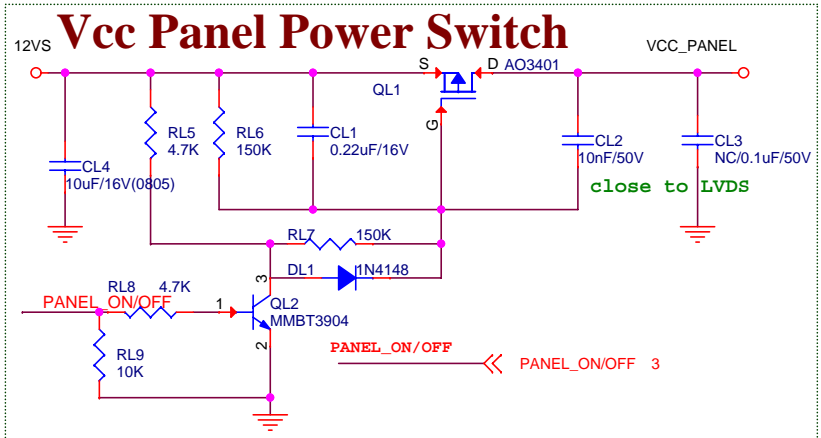 Vcc Panel Power Switch
12VS
VCC_PANEL
S
D
AO3401
QL1
G
RL5
4.7K
RL6
150K
CL1
0.22uF/16V
CL2
10nF/50V
CL3
NC/0.1uF/50V
CL4
10uF/16V(0805)
close to LVDS
RL7
150K
DL1
1N4148
3
RL8
4.7K
PANEL_ON/OFF
1
QL2
MMBT3904
2
RL9
10K
PANEL_ON/OFF
PANEL_ON/OFF 3